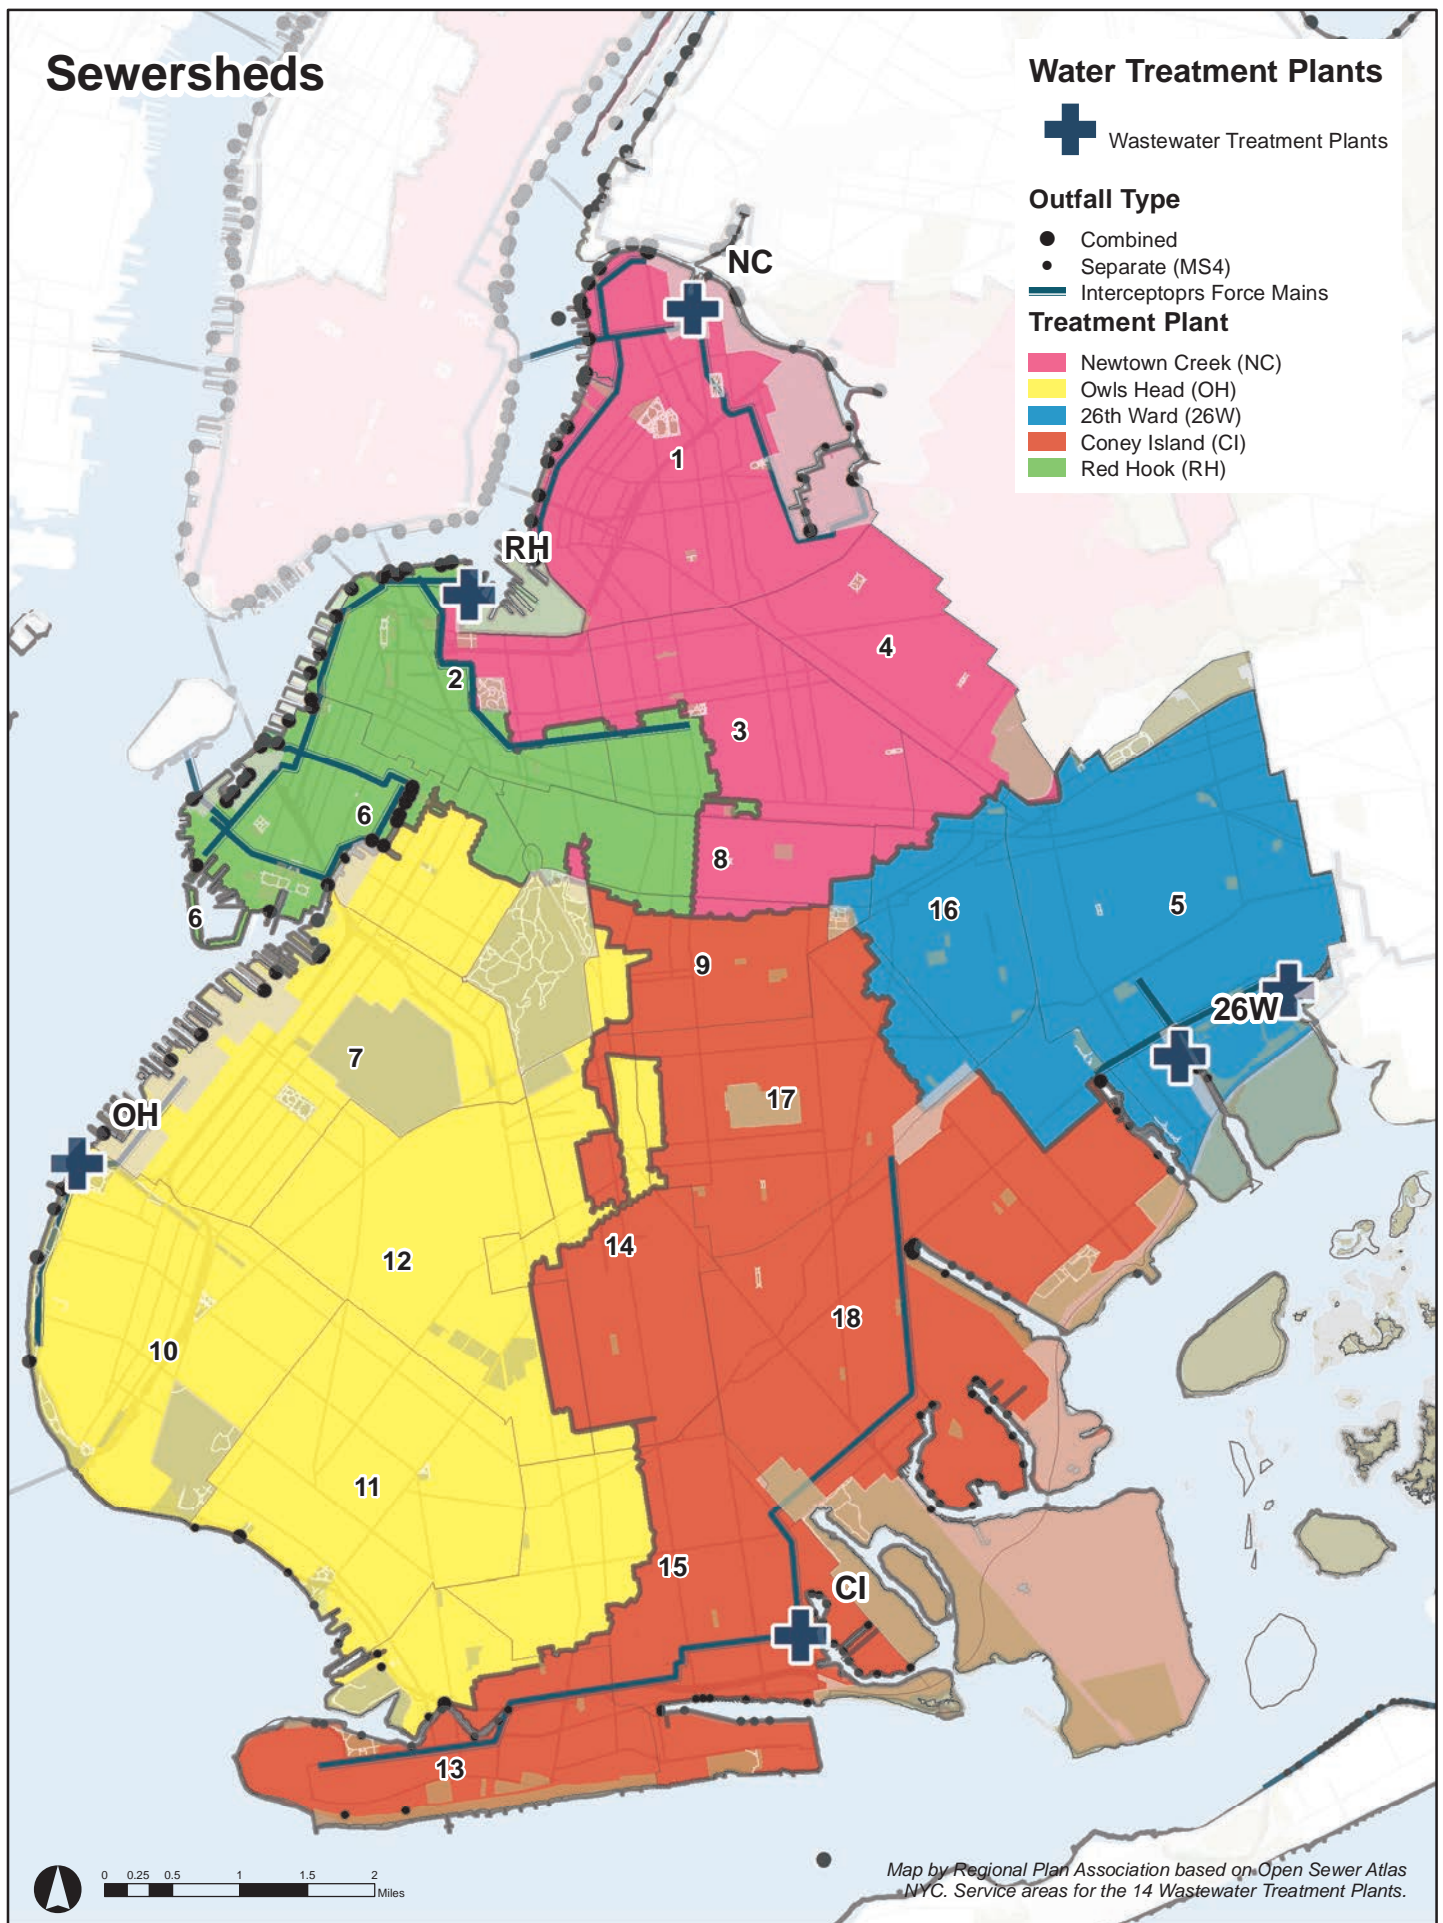 Sewersheds
Water Treatment Plants
Wastewater Treatment Plants
Outfall Type
Combined
Separate (MS4)
Interceptoprs Force Mains
Treatment Plant
Newtown Creek (NC)
Owls Head (OH)
26th Ward (26W)
Coney Island (CI)
Red Hook (RH)
NC
1
RH
4
2
3
6
8
16
5
6
9
26W
7
17
OH
14
12
18
10
11
15
CI
13
0 0.25 0.5 1 1.5 2
Miles
Map by Regional Plan Association based on Open Sewer Atlas
NYC. Service areas for the 14 Wastewater Treatment Plants.